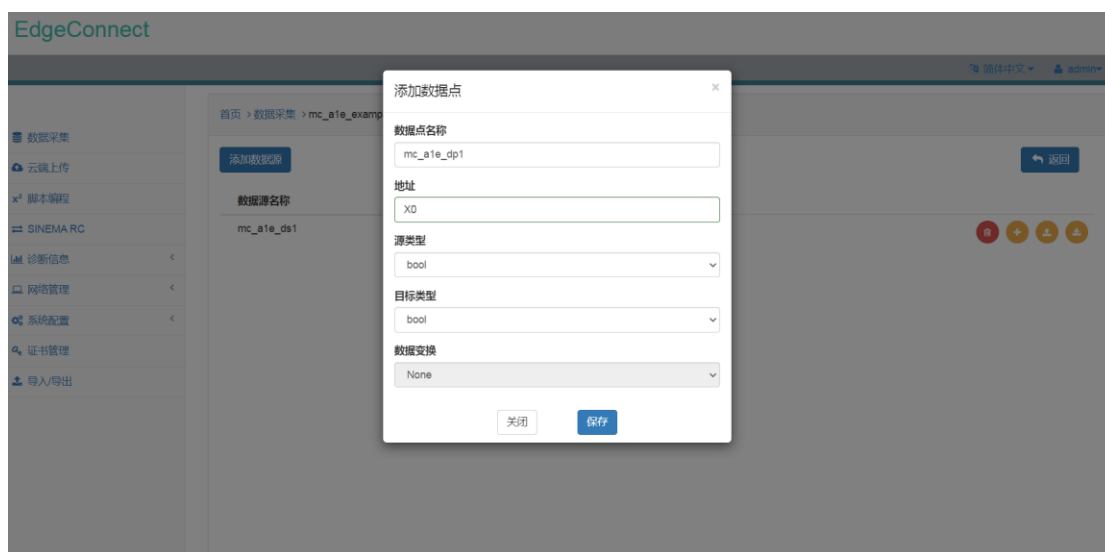 EdgeConnect
简体中文 admin
添加数据点 ×
首页 > 数据采集 > mc_a1e_examp
数据点名称
数据采集
mc_a1e_dp1
云端上传
添加数据源
返回
地址
脚本编程
数据源名称
X0
SINEMA RC
mc_a1e_ds1
源类型
诊断信息
bool
网络管理
目标类型
系统配置
bool
证书管理
数据变换
导入/导出
None
关闭 保存